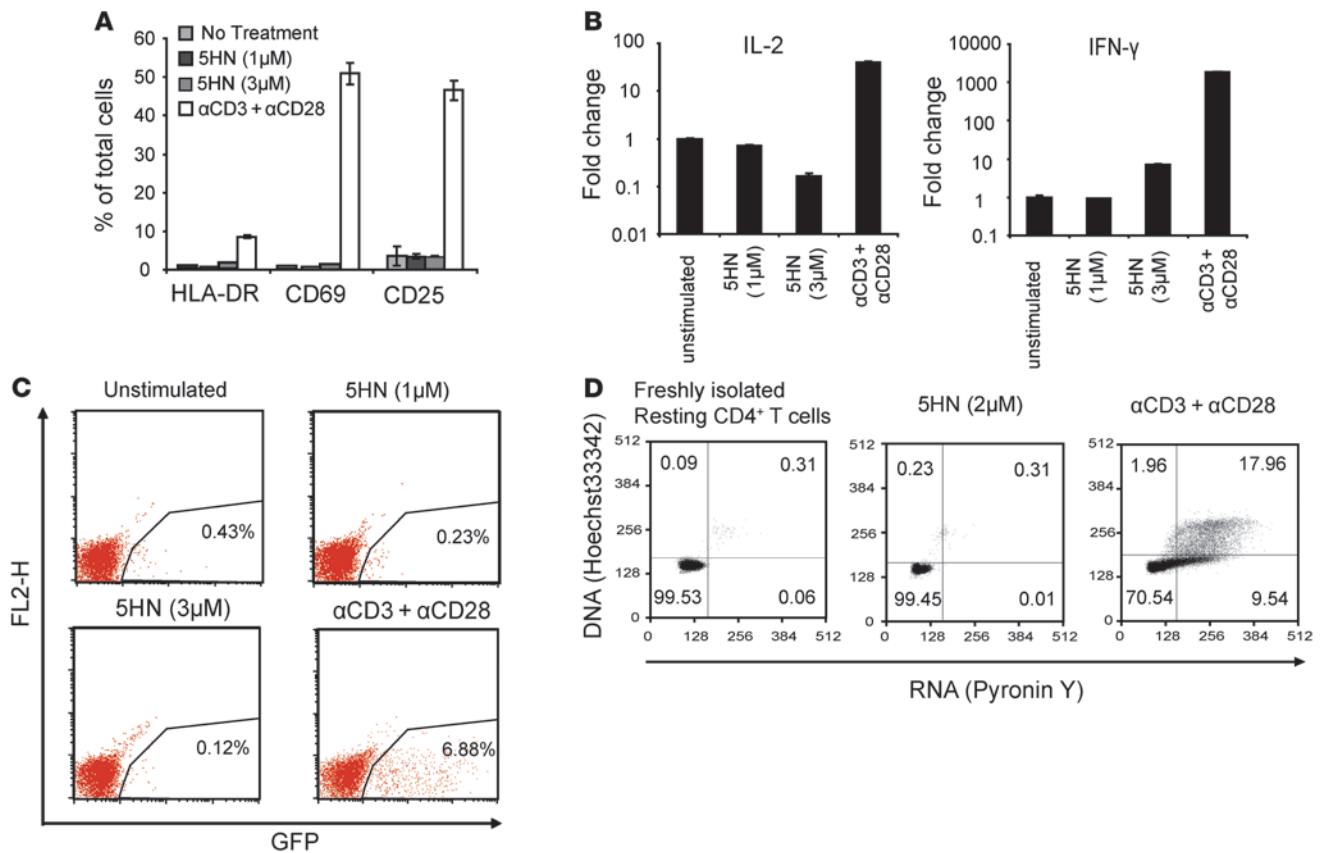 A
No Treatment
5HN (1μM)
5HN (3μM)
αCD3 + αCD28
% of total cells
60
50
40
30
20
10
0
HLA-DR CD69 CD25
B
IL-2
Fold change
100
10
1
0.1
0.01
unstimulated
5HN (1μM)
5HN (3μM)
αCD3 + αCD28
IFN-γ
Fold change
10000
1000
100
10
1
0.1
unstimulated
5HN (1μM)
5HN (3μM)
αCD3 + αCD28
C
Unstimulated
0.43%
5HN (1μM)
0.23%
5HN (3μM)
0.12%
αCD3 + αCD28
6.88%
FL2-H
GFP
D
Freshly isolated
Resting CD4⁺ T cells
5HN (2μM)
αCD3 + αCD28
DNA (Hoechst33342)
512
384
256
128
0
0.09 0.31
99.53 0.06
0 128 256 384 512
512
384
256
128
0
0.23 0.31
99.45 0.01
0 128 256 384 512
512
384
256
128
0
1.96 17.96
70.54 9.54
0 128 256 384 512
RNA (Pyronin Y)